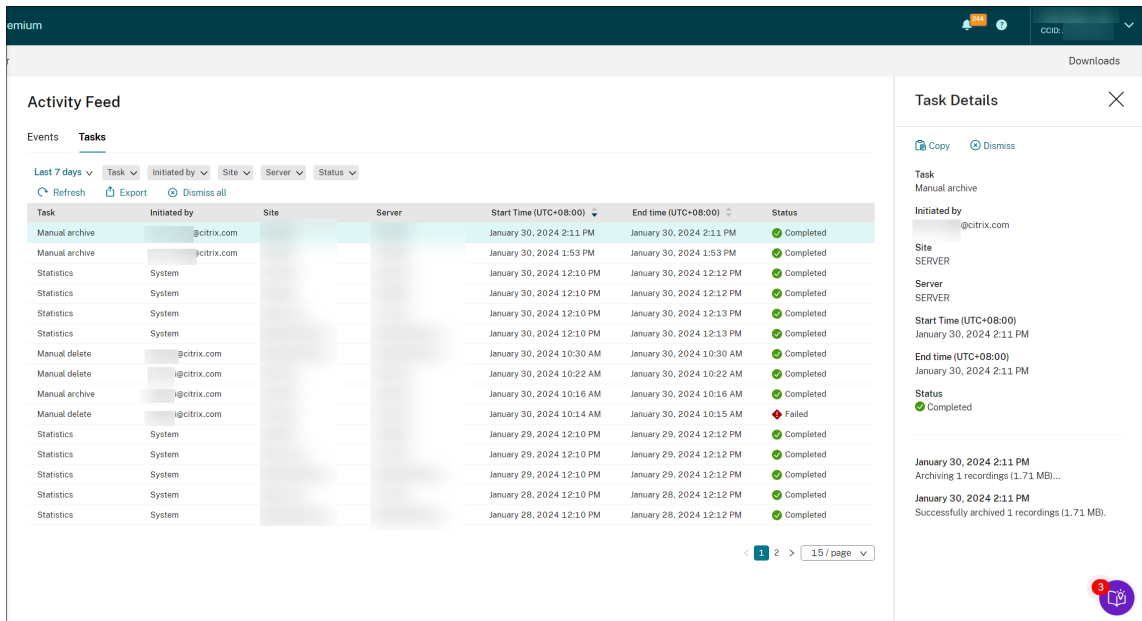 emium
244
?
CCID:
r
Downloads
Activity Feed
Events Tasks
Last 7 days Task Initiated by Site Server Status
Refresh Export Dismiss all
Task Initiated by Site Server Start Time (UTC+08:00) End time (UTC+08:00) Status
Manual archive @citrix.com January 30, 2024 2:11 PM January 30, 2024 2:11 PM Completed
Manual archive @citrix.com January 30, 2024 1:53 PM January 30, 2024 1:53 PM Completed
Statistics System January 30, 2024 12:10 PM January 30, 2024 12:12 PM Completed
Statistics System January 30, 2024 12:10 PM January 30, 2024 12:12 PM Completed
Statistics System January 30, 2024 12:10 PM January 30, 2024 12:13 PM Completed
Statistics System January 30, 2024 12:10 PM January 30, 2024 12:13 PM Completed
Manual delete @citrix.com January 30, 2024 10:30 AM January 30, 2024 10:30 AM Completed
Manual delete i@citrix.com January 30, 2024 10:22 AM January 30, 2024 10:22 AM Completed
Manual archive i@citrix.com January 30, 2024 10:16 AM January 30, 2024 10:16 AM Completed
Manual delete i@citrix.com January 30, 2024 10:14 AM January 30, 2024 10:15 AM Failed
Statistics System January 29, 2024 12:10 PM January 29, 2024 12:12 PM Completed
Statistics System January 29, 2024 12:10 PM January 29, 2024 12:12 PM Completed
Statistics System January 29, 2024 12:10 PM January 29, 2024 12:12 PM Completed
Statistics System January 28, 2024 12:10 PM January 28, 2024 12:12 PM Completed
Statistics System January 28, 2024 12:10 PM January 28, 2024 12:12 PM Completed
< 1 2 > 15 / page
Task Details
Copy Dismiss
Task
Manual archive
Initiated by
@citrix.com
Site
SERVER
Server
SERVER
Start Time (UTC+08:00)
January 30, 2024 2:11 PM
End time (UTC+08:00)
January 30, 2024 2:11 PM
Status
Completed
January 30, 2024 2:11 PM
Archiving 1 recordings (1.71 MB)...
January 30, 2024 2:11 PM
Successfully archived 1 recordings (1.71 MB).
3